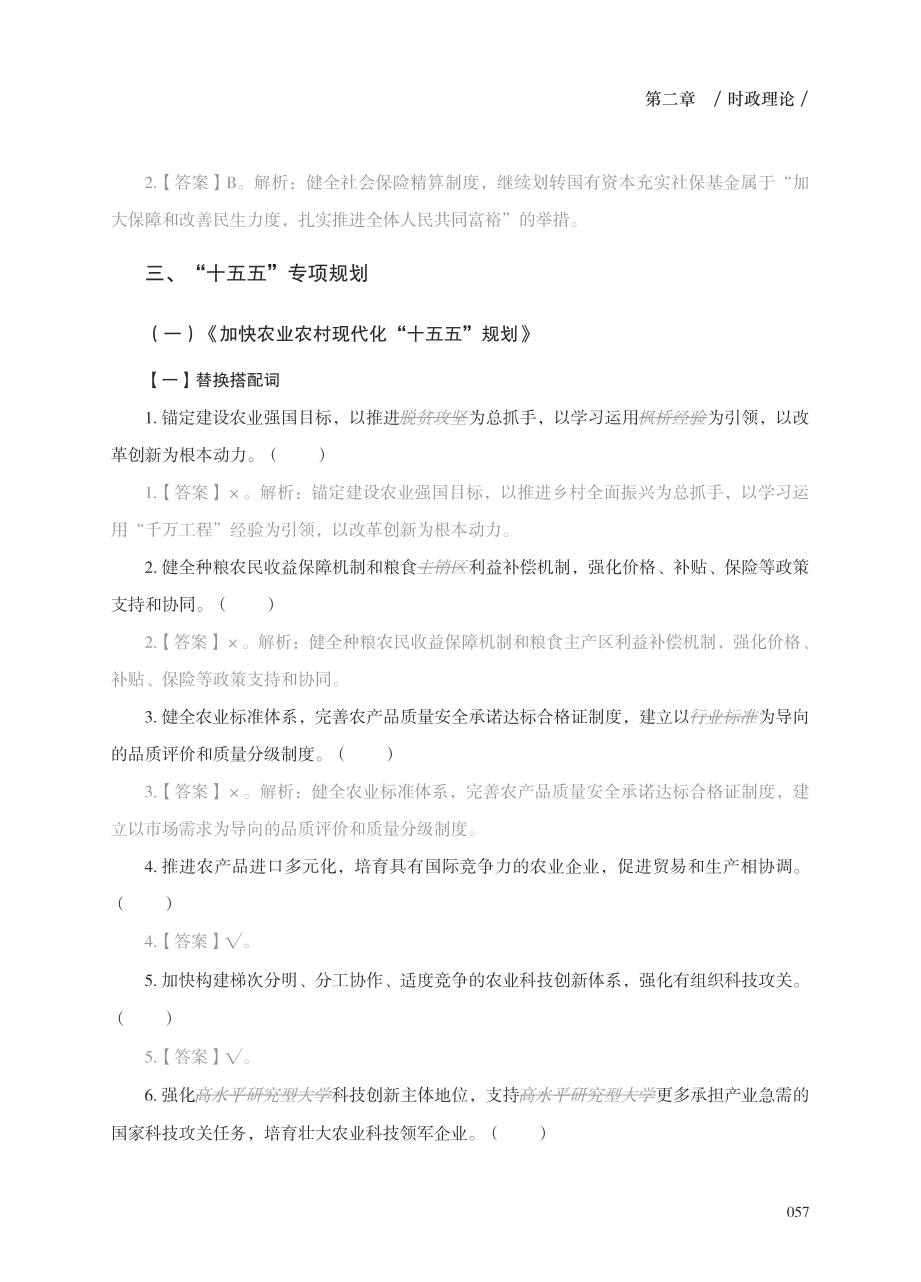 第二章 / 时政理论 /
2.【答案】B。解析：健全社会保险精算制度，继续划转国有资本充实社保基金属于“加
大保障和改善民生力度，扎实推进全体人民共同富裕”的举措。
三、“十五五”专项规划
（一）《加快农业农村现代化“十五五”规划》
【一】替换搭配词
1. 锚定建设农业强国目标，以推进脱贫攻坚为总抓手，以学习运用枫桥经验为引领，以改
革创新为根本动力。（  ）
1.【答案】×。解析：锚定建设农业强国目标，以推进乡村全面振兴为总抓手，以学习运
用“千万工程”经验为引领，以改革创新为根本动力。
2. 健全种粮农民收益保障机制和粮食主销区利益补偿机制，强化价格、补贴、保险等政策
支持和协同。（  ）
2.【答案】×。解析：健全种粮农民收益保障机制和粮食主产区利益补偿机制，强化价格、
补贴、保险等政策支持和协同。
3. 健全农业标准体系，完善农产品质量安全承诺达标合格证制度，建立以行业标准为导向
的品质评价和质量分级制度。（  ）
3.【答案】×。解析：健全农业标准体系，完善农产品质量安全承诺达标合格证制度，建
立以市场需求为导向的品质评价和质量分级制度。
4. 推进农产品进口多元化，培育具有国际竞争力的农业企业，促进贸易和生产相协调。
（  ）
4.【答案】√。
5. 加快构建梯次分明、分工协作、适度竞争的农业科技创新体系，强化有组织科技攻关。
（  ）
5.【答案】√。
6. 强化高水平研究型大学科技创新主体地位，支持高水平研究型大学更多承担产业急需的
国家科技攻关任务，培育壮大农业科技领军企业。（  ）
057